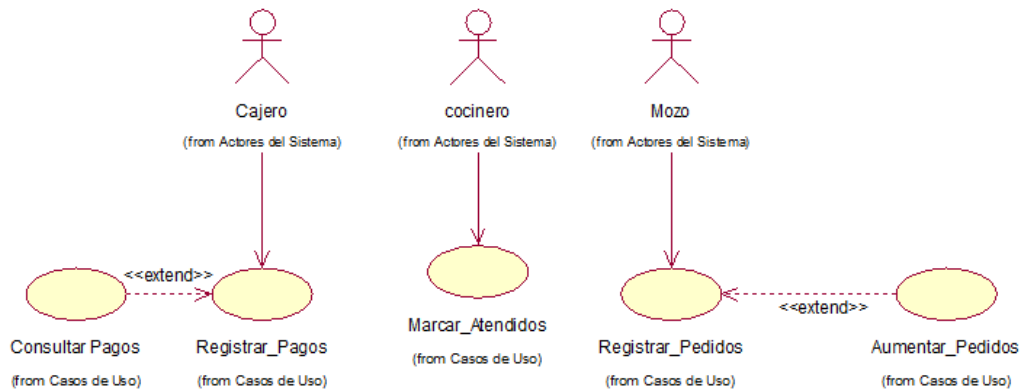 Cajero
(from Actores del Sistema)
cocinero
(from Actores del Sistema)
Mozo
(from Actores del Sistema)
<<extend>>
<<extend>>
Consultar Pagos
(from Casos de Uso)
Registrar_Pagos
(from Casos de Uso)
Marcar_Atendidos
(from Casos de Uso)
Registrar_Pedidos
(from Casos de Uso)
Aumentar_Pedidos
(from Casos de Uso)